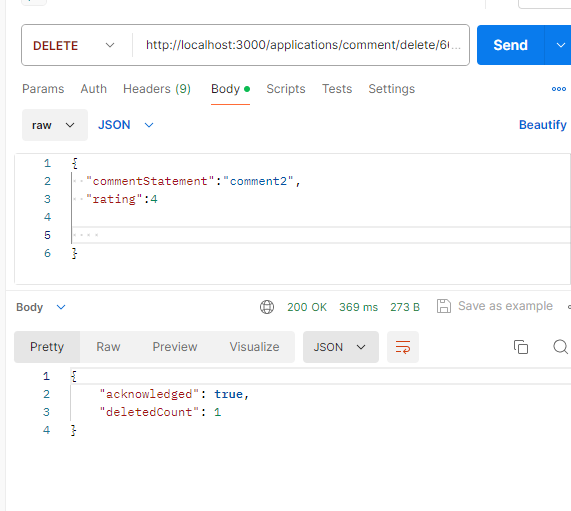 DELETE http://localhost:3000/applications/comment/delete/6(... Send
Params Auth Headers (9) Body Scripts Tests Settings
raw JSON Beautify
1 {
2 "commentStatement":"comment2",
3 "rating":4
4
5
6 }
Body 200 OK 369 ms 273 B Save as example
Pretty Raw Preview Visualize JSON
1 {
2 "acknowledged": true,
3 "deletedCount": 1
4 }